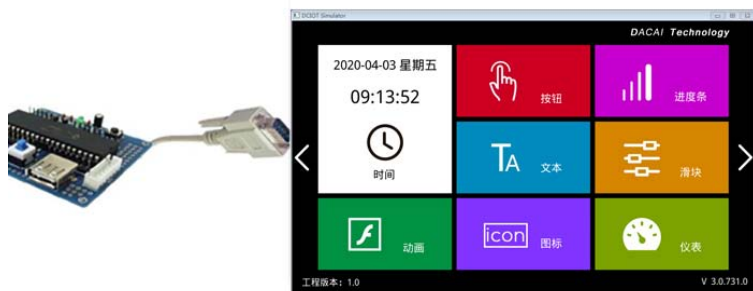 DCIOT Simulator
DACAI Technology
2020-04-03 星期五
09:13:52
时间
按钮
进度条
TA 文本
滑块
动画
icon 图标
仪表
工程版本：1.0
V 3.0.731.0